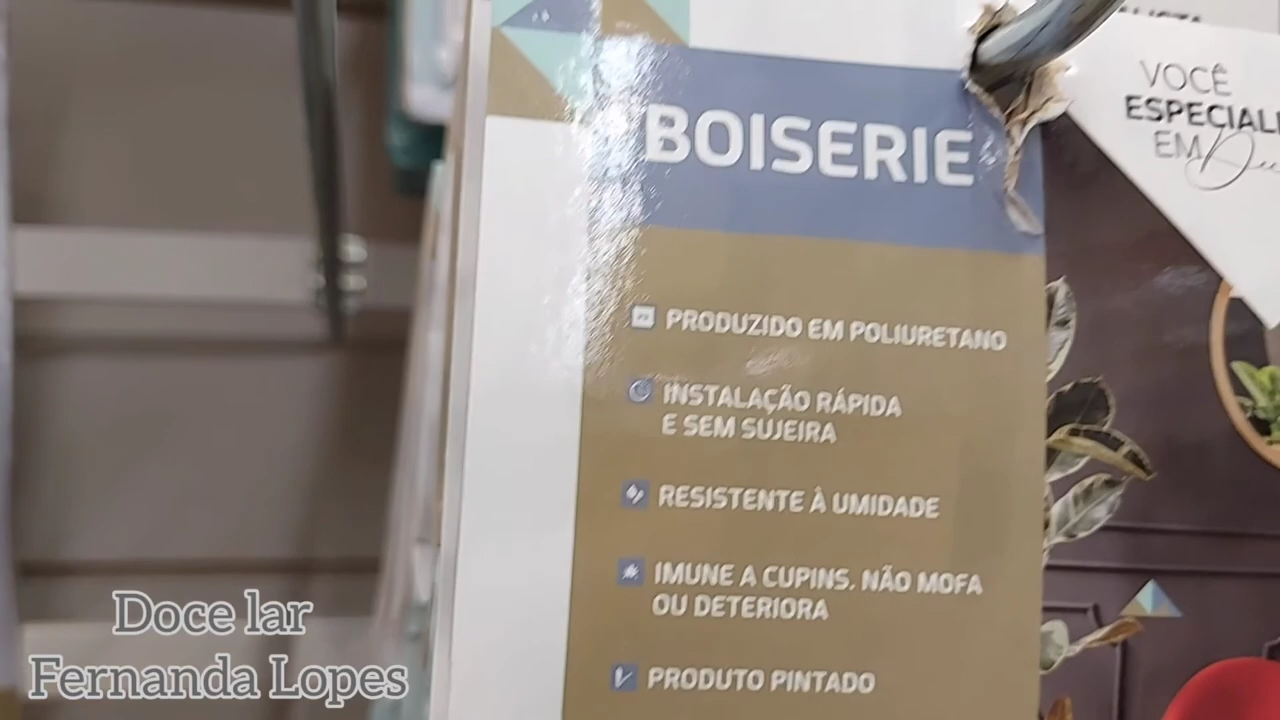 BOISERIE
PRODUZIDO EM POLIURETANO
INSTALAÇÃO RÁPIDA
E SEM SUJEIRA
RESISTENTE À UMIDADE
IMUNE A CUPINS. NÃO MOFA
OU DETERIORA
PRODUTO PINTADO
VOCÊ
ESPECIALI
EM
Doce lar
Fernanda Lopes